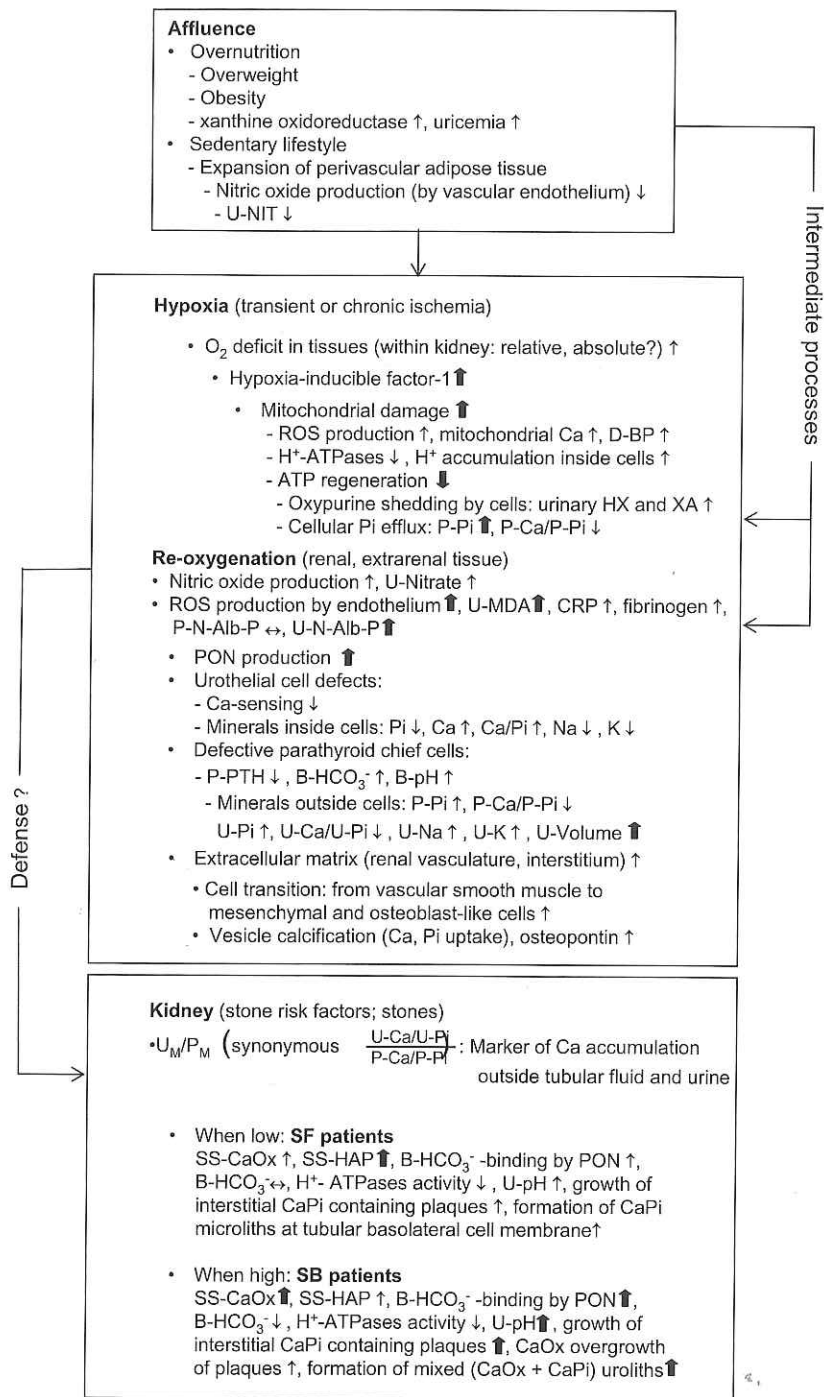 Affluence
• Overnutrition
- Overweight
- Obesity
- xanthine oxidoreductase ↑, uricemia ↑
• Sedentary lifestyle
- Expansion of perivascular adipose tissue
- Nitric oxide production (by vascular endothelium) ↓
- U-NIT ↓
Intermediate processes
Hypoxia (transient or chronic ischemia)
• O₂ deficit in tissues (within kidney: relative, absolute?) ↑
• Hypoxia-inducible factor-1⬆
• Mitochondrial damage ⬆
- ROS production ↑, mitochondrial Ca ↑, D-BP ↑
- H⁺-ATPases ↓, H⁺ accumulation inside cells ↑
- ATP regeneration ⬇
- Oxypurine shedding by cells: urinary HX and XA ↑
- Cellular Pi efflux: P-Pi ⬆, P-Ca/P-Pi ↓
Re-oxygenation (renal, extrarenal tissue)
• Nitric oxide production ↑, U-Nitrate ↑
• ROS production by endothelium⬆, U-MDA⬆, CRP ↑, fibrinogen ↑,
P-N-Alb-P ↔, U-N-Alb-P⬆
• PON production ⬆
• Urothelial cell defects:
- Ca-sensing ↓
- Minerals inside cells: Pi ↓, Ca ↑, Ca/Pi ↑, Na ↓, K ↓
• Defective parathyroid chief cells:
- P-PTH ↓, B-HCO₃⁻ ↑, B-pH ↑
- Minerals outside cells: P-Pi ↑, P-Ca/P-Pi ↓
U-Pi ↑, U-Ca/U-Pi ↓, U-Na ↑, U-K ↑, U-Volume ⬆
• Extracellular matrix (renal vasculature, interstitium) ↑
• Cell transition: from vascular smooth muscle to
mesenchymal and osteoblast-like cells ↑
• Vesicle calcification (Ca, Pi uptake), osteopontin ↑
Defense ?
Kidney (stone risk factors; stones)
•U_M/P_M (synonymous U-Ca/U-Pi / P-Ca/P-Pi) : Marker of Ca accumulation
outside tubular fluid and urine
• When low: SF patients
SS-CaOx ↑, SS-HAP⬆, B-HCO₃⁻ -binding by PON ↑,
B-HCO₃⁻↔, H⁺- ATPases activity ↓, U-pH ↑, growth of
interstitial CaPi containing plaques ↑, formation of CaPi
microliths at tubular basolateral cell membrane↑
• When high: SB patients
SS-CaOx⬆, SS-HAP ↑, B-HCO₃⁻ -binding by PON⬆,
B-HCO₃⁻ ↓, H⁺-ATPases activity ↓, U-pH⬆, growth of
interstitial CaPi containing plaques ⬆, CaOx overgrowth
of plaques ↑, formation of mixed (CaOx + CaPi) uroliths⬆